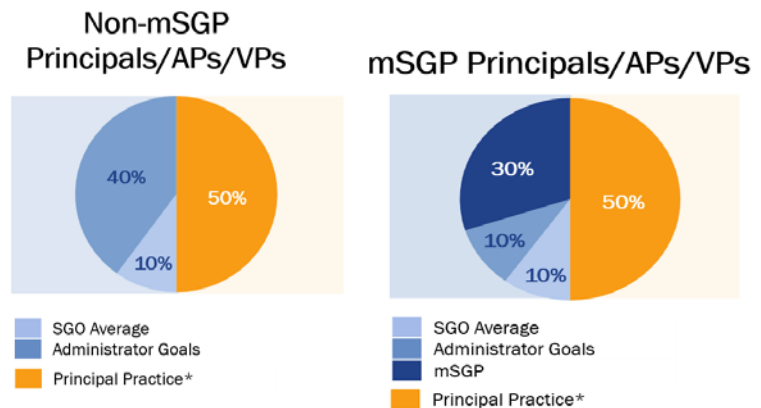 Non-mSGP
Principals/APs/VPs
40%
50%
10%
SGO Average
Administrator Goals
Principal Practice*
mSGP Principals/APs/VPs
30%
50%
10%
10%
SGO Average
Administrator Goals
mSGP
Principal Practice*